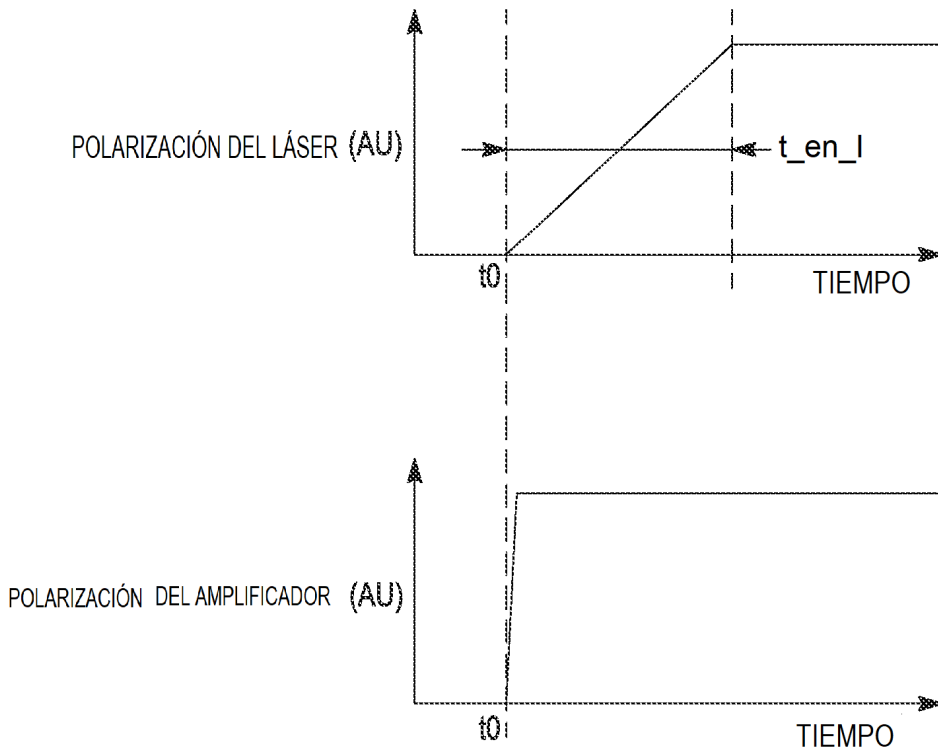 POLARIZACIÓN DEL LÁSER (AU)
t_en_l
t0
TIEMPO
POLARIZACIÓN DEL AMPLIFICADOR (AU)
t0
TIEMPO